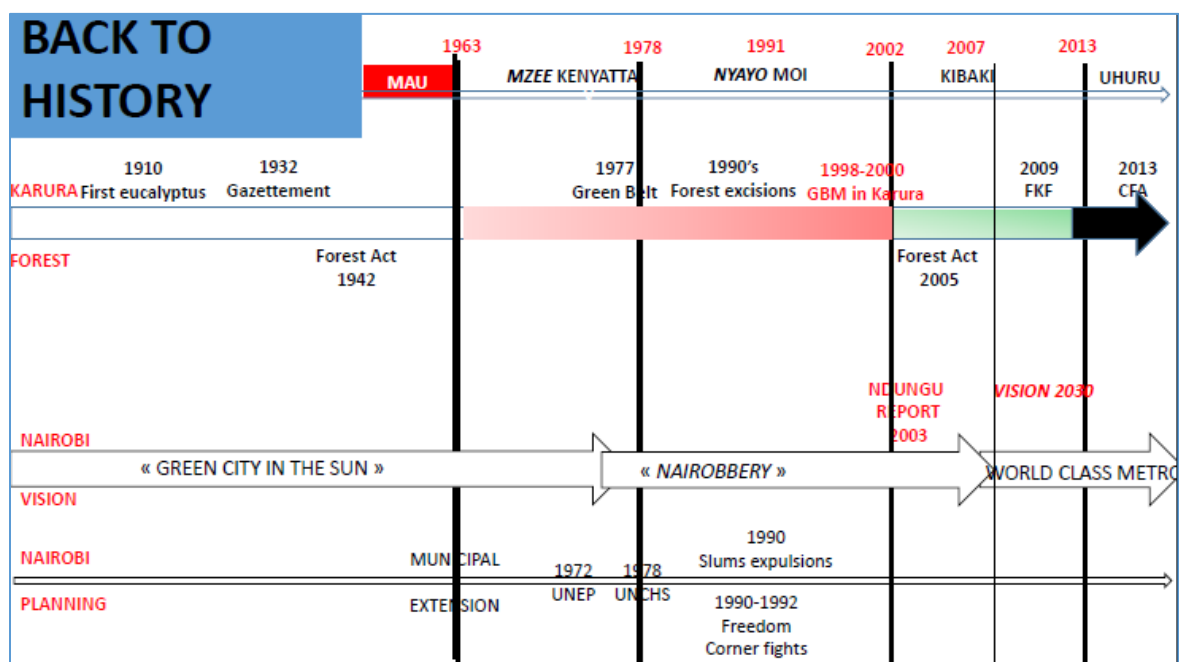 BACK TO
HISTORY
1963
1978
1991
2002
2007
2013
MAU
MZEE KENYATTA
NYAYO MOI
KIBAKI
UHURU
1910
First eucalyptus
1932
Gazettement
1977
Green Belt
1990's
Forest excisions
1998-2000
GBM in Karura
2009
FKF
2013
CFA
KARURA
FOREST
Forest Act
1942
Forest Act
2005
NDUNGU
REPORT
2003
VISION 2030
NAIROBI
VISION
« GREEN CITY IN THE SUN »
« NAIROBBERY »
WORLD CLASS METRO
NAIROBI
PLANNING
MUNICIPAL
EXTENSION
1972
UNEP
1978
UNCHS
1990
Slums expulsions
1990-1992
Freedom
Corner fights